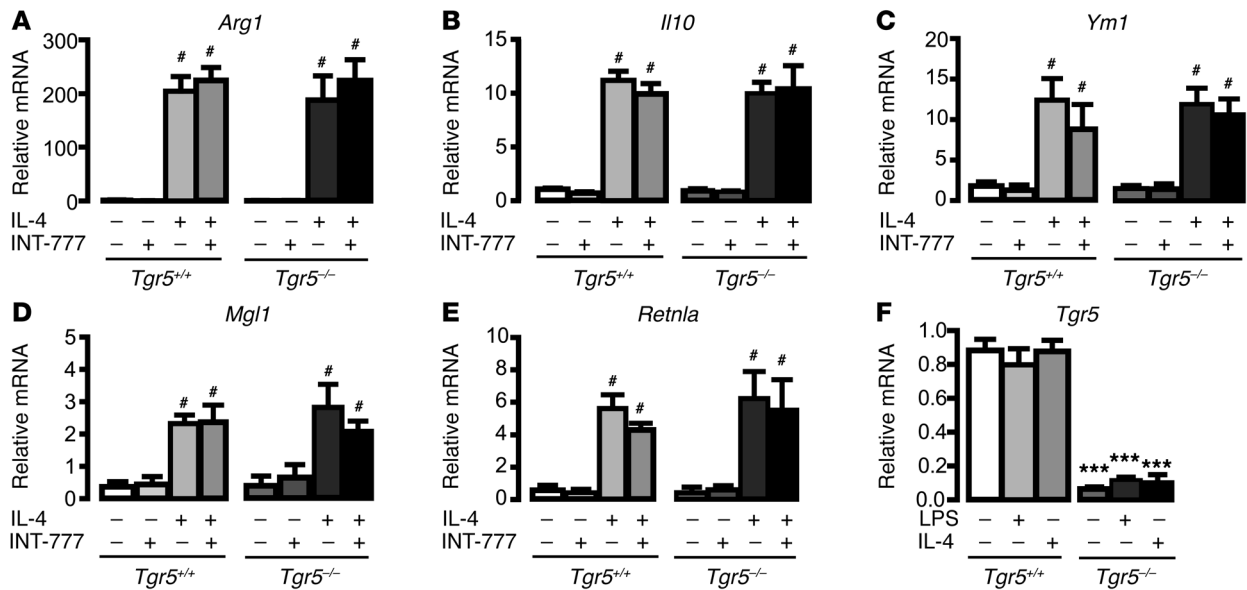 A Arg1
300
200
100
0
Relative mRNA
# # # #
IL-4 – – + + – – + +
INT-777 – + – + – + – +
Tgr5+/+ Tgr5–/–
B Il10
15
10
5
0
Relative mRNA
# # # #
IL-4 – – + + – – + +
INT-777 – + – + – + – +
Tgr5+/+ Tgr5–/–
C Ym1
20
15
10
5
0
Relative mRNA
# # # #
IL-4 – – + + – – + +
INT-777 – + – + – + – +
Tgr5+/+ Tgr5–/–
D Mgl1
5
4
3
2
1
0
Relative mRNA
# # # #
IL-4 – – + + – – + +
INT-777 – + – + – + – +
Tgr5+/+ Tgr5–/–
E Retnla
10
8
6
4
2
0
Relative mRNA
# # # #
IL-4 – – + + – – + +
INT-777 – + – + – + – +
Tgr5+/+ Tgr5–/–
F Tgr5
1.0
0.8
0.6
0.4
0.2
0.0
Relative mRNA
*** *** ***
LPS – + – – + –
IL-4 – – + – – +
Tgr5+/+ Tgr5–/–